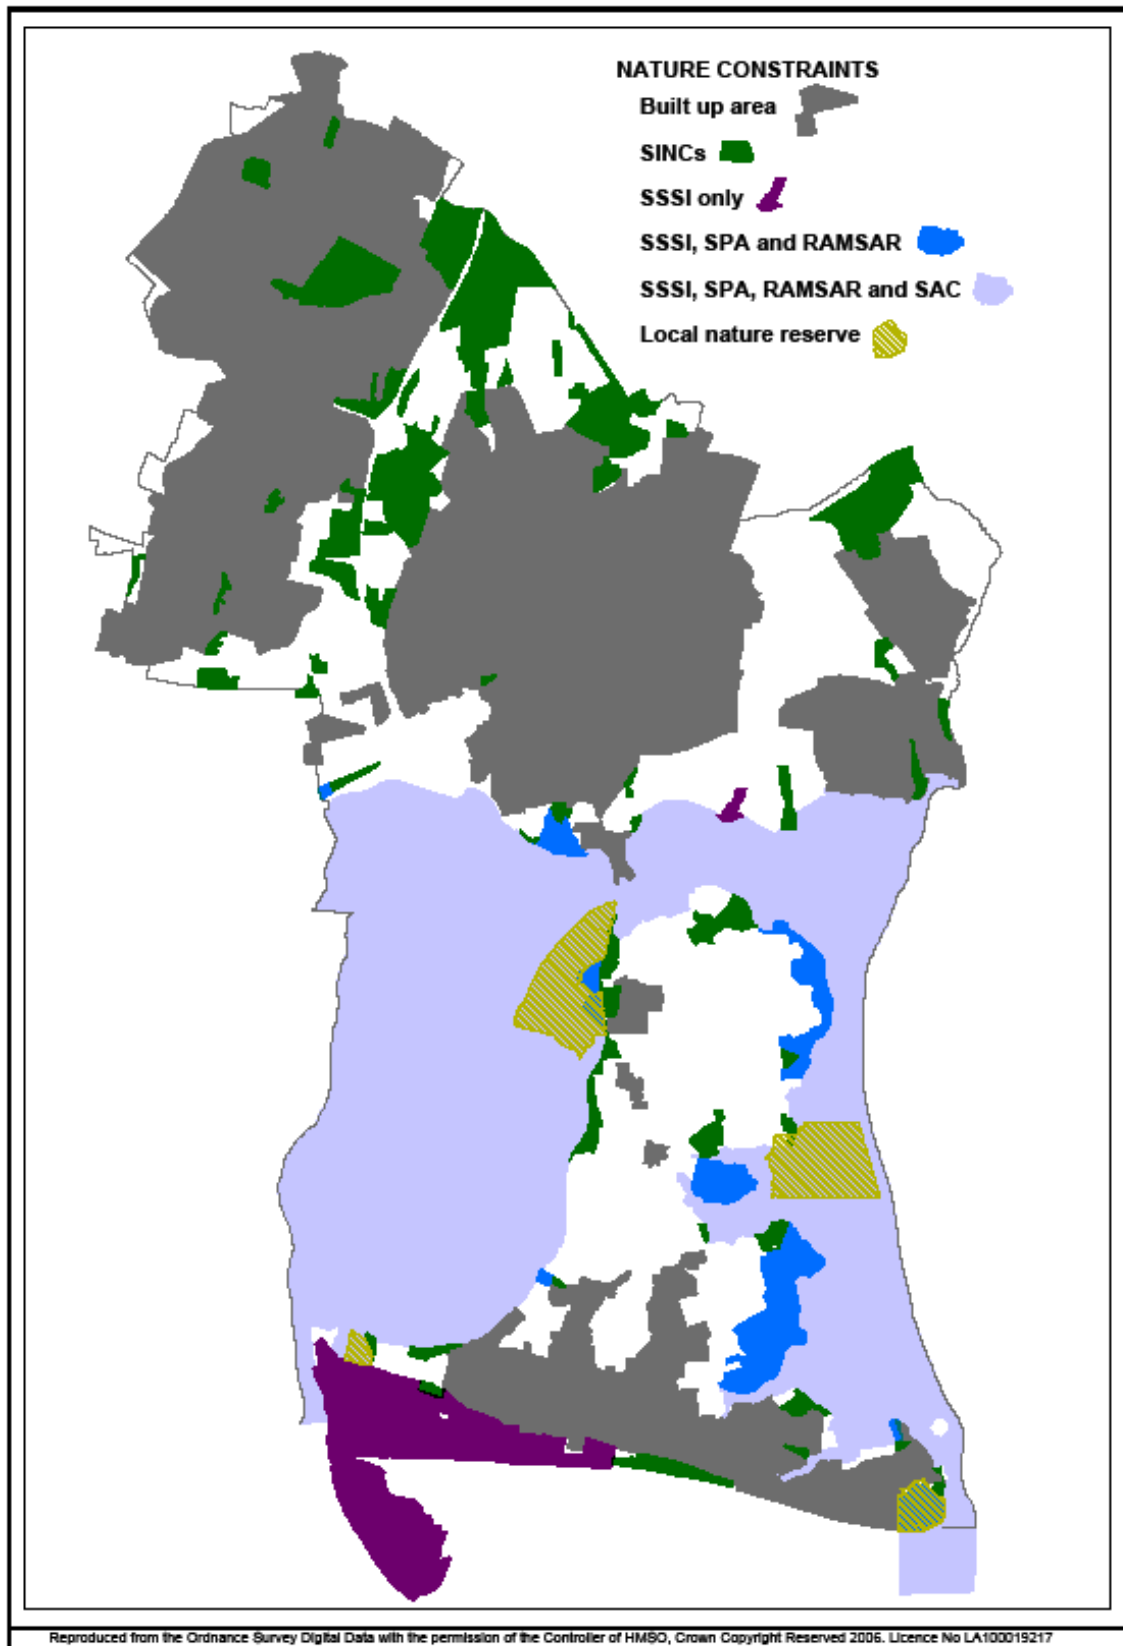 NATURE CONSTRAINTS
Built up area
SINCs
SSSI only
SSSI, SPA and RAMSAR
SSSI, SPA, RAMSAR and SAC
Local nature reserve
Reproduced from the Ordnance Survey Digital Data with the permission of the Controller of HMSO, Crown Copyright Reserved 2006. Licence No LA100019217